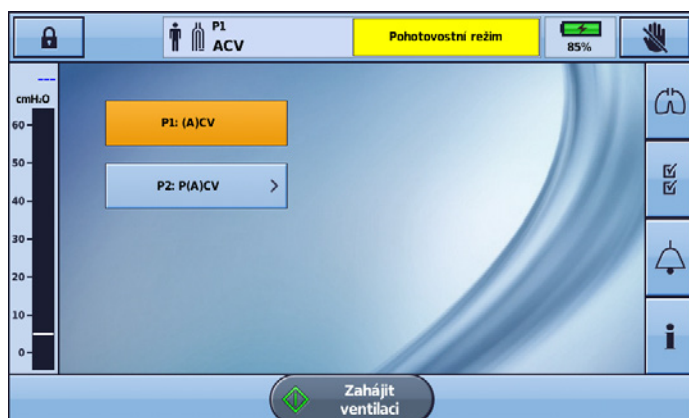 P1
ACV
Pohotovostní režim
85%
---
cmH₂O
60
50
40
30
20
10
0
P1: (A)CV
P2: P(A)CV
Zahájit
ventilaci